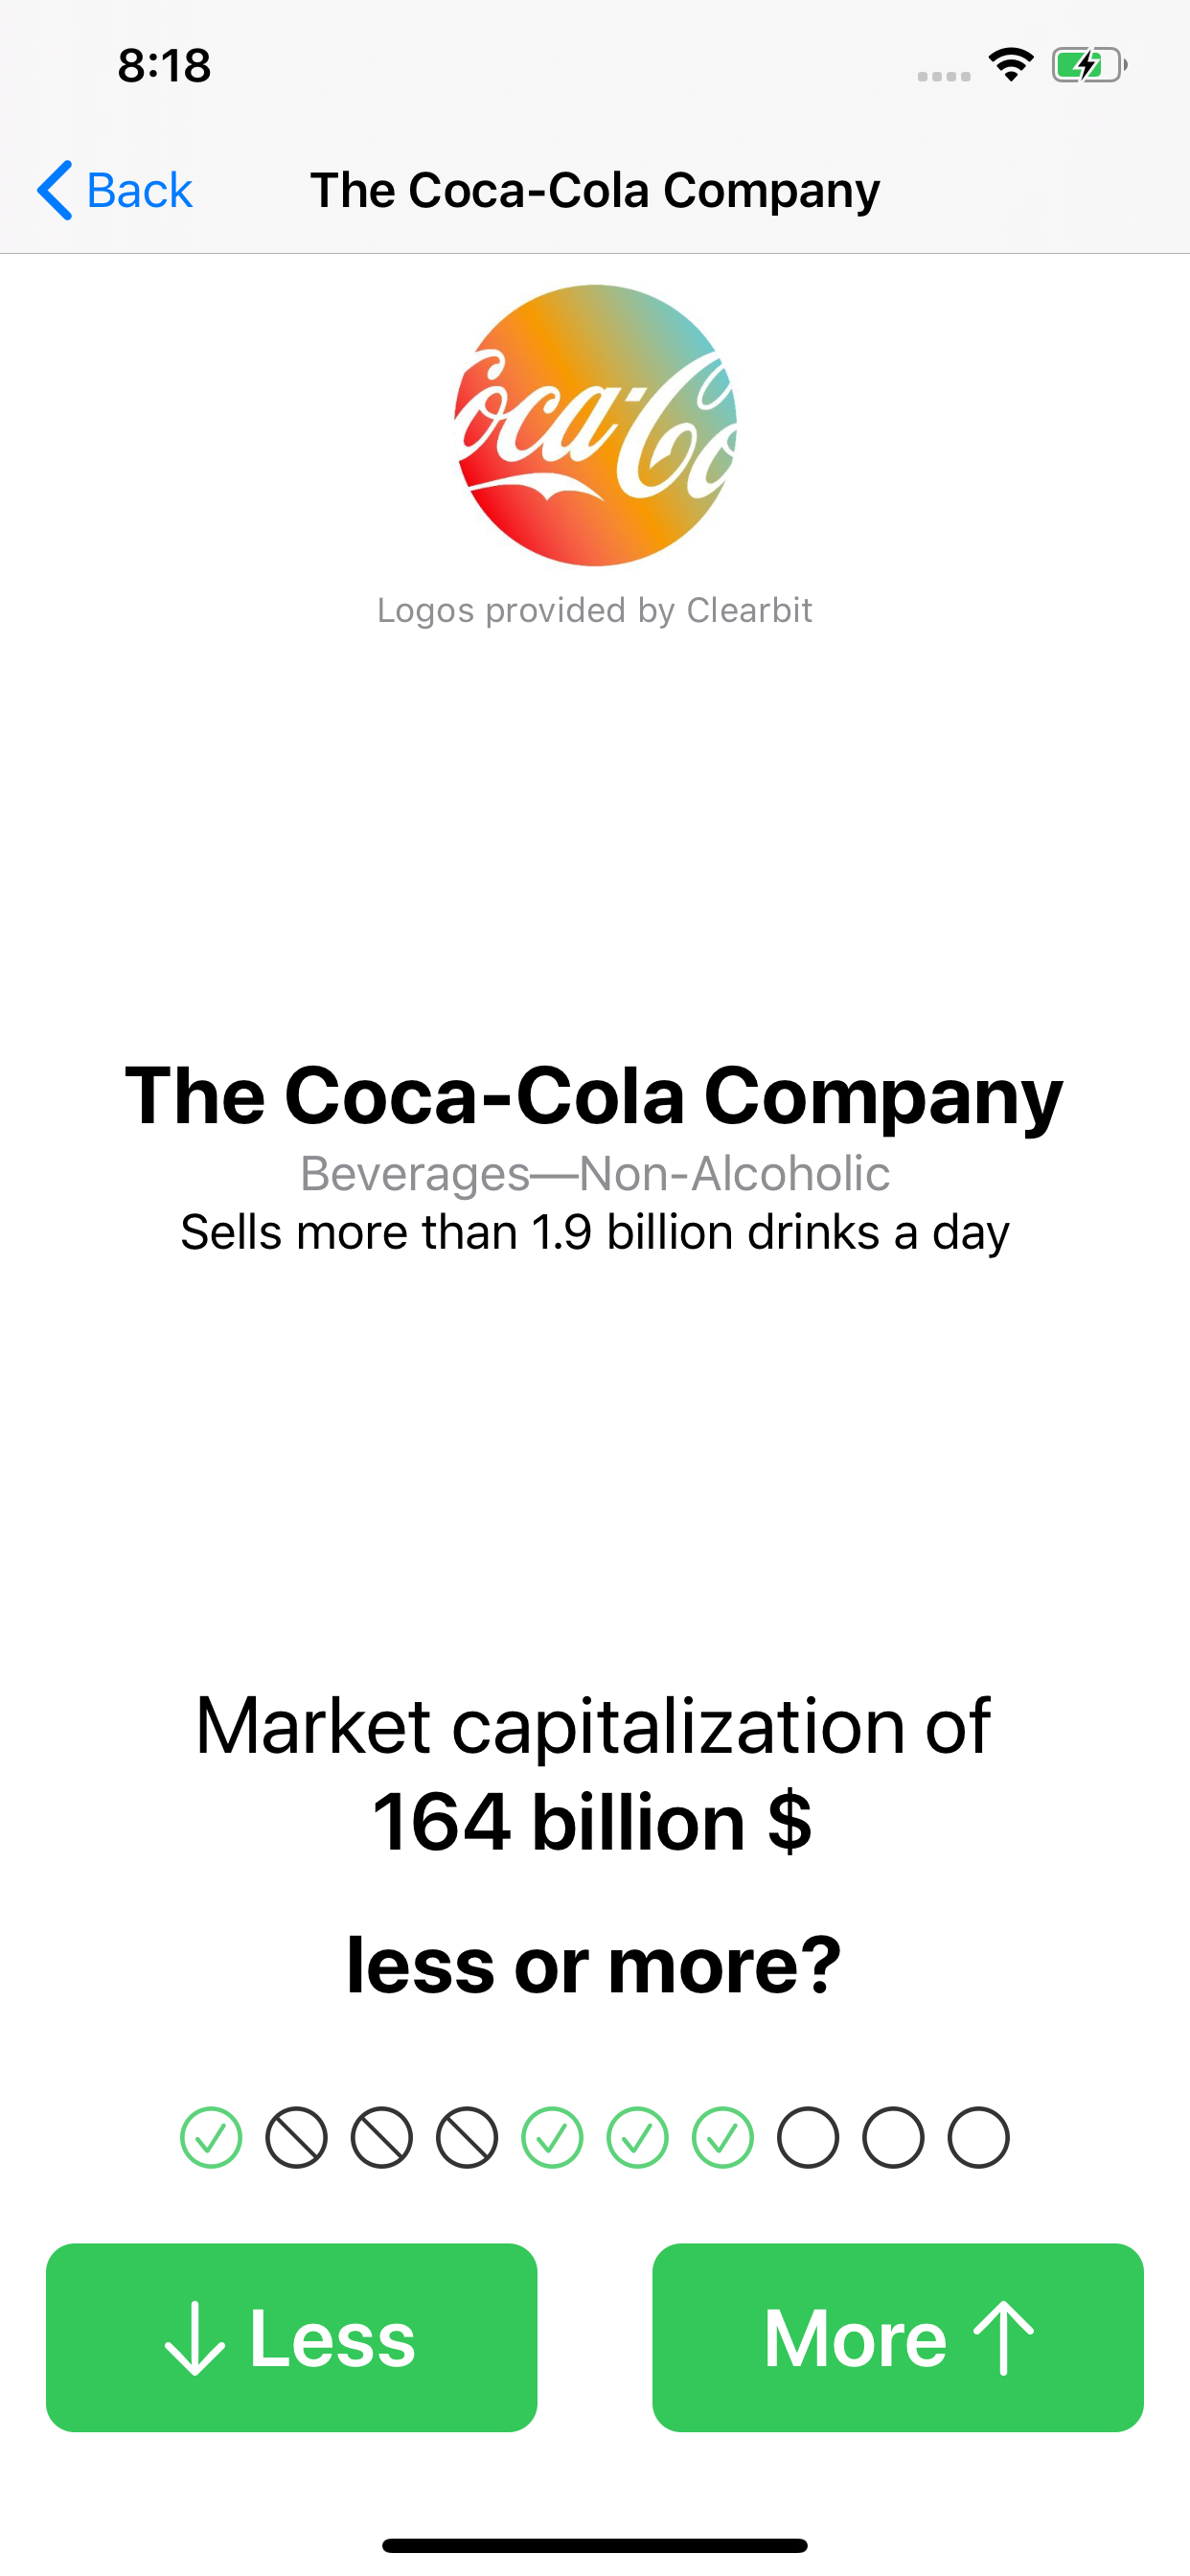 8:18
Back
The Coca-Cola Company
Coca-Co
Logos provided by Clearbit
The Coca-Cola Company
Beverages—Non-Alcoholic
Sells more than 1.9 billion drinks a day
Market capitalization of
164 billion $
less or more?
↓ Less
More ↑